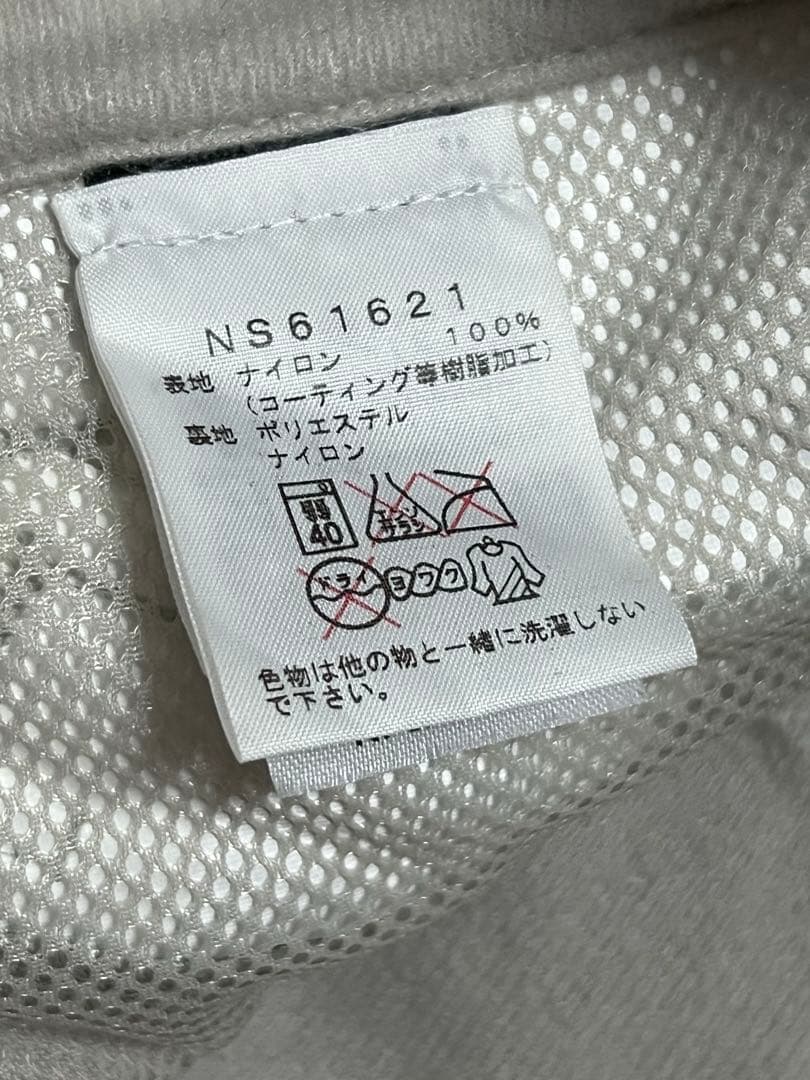 NS61621
表地 ナイロン 100%
(コーティング等樹脂加工)
裏地 ポリエステル
ナイロン
弱
40
エンソ
サラシ
ドライ
ヨワク
色物は他の物と一緒に洗濯しない
で下さい。